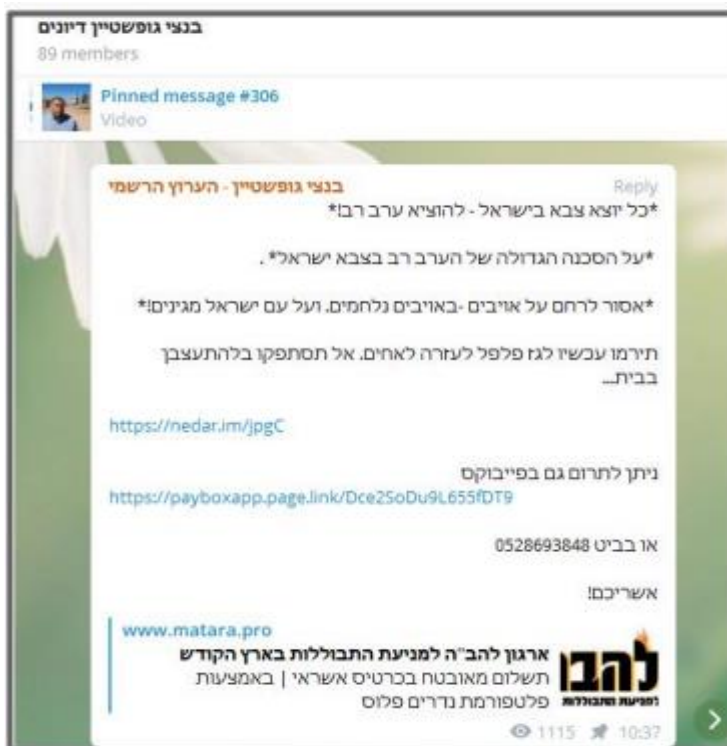 בנצי גופשטיין דיונים
89 members
Pinned message #306
Video
בנצי גופשטיין - הערוץ הרשמי
Reply
*כל יוצא צבא בישראל - להוציא ערב רב!*
*על הסכנה הגדולה של הערב רב בצבא ישראל* .
*אסור לרחם על אויבים -באויבים נלחמים. ועל עם ישראל מגינים!*
תירמו עכשיו לגז פלפל לעזרה לאחים. אל תסתפקו בלהתעצבן
בבית...
https://nedar.im/jpgC
ניתן לתרום גם בפייבוקס
https://payboxapp.page.link/Dce2SoDu9L655fDT9
או בביט 0528693848
אשריכם!
www.matara.pro
ארגון להב"ה למניעת התבוללות בארץ הקודש
תשלום מאובטח בכרטיס אשראי | באמצעות
פלטפורמת נדרים פלוס
להבה
למניעת התבוללות
1115 10:37